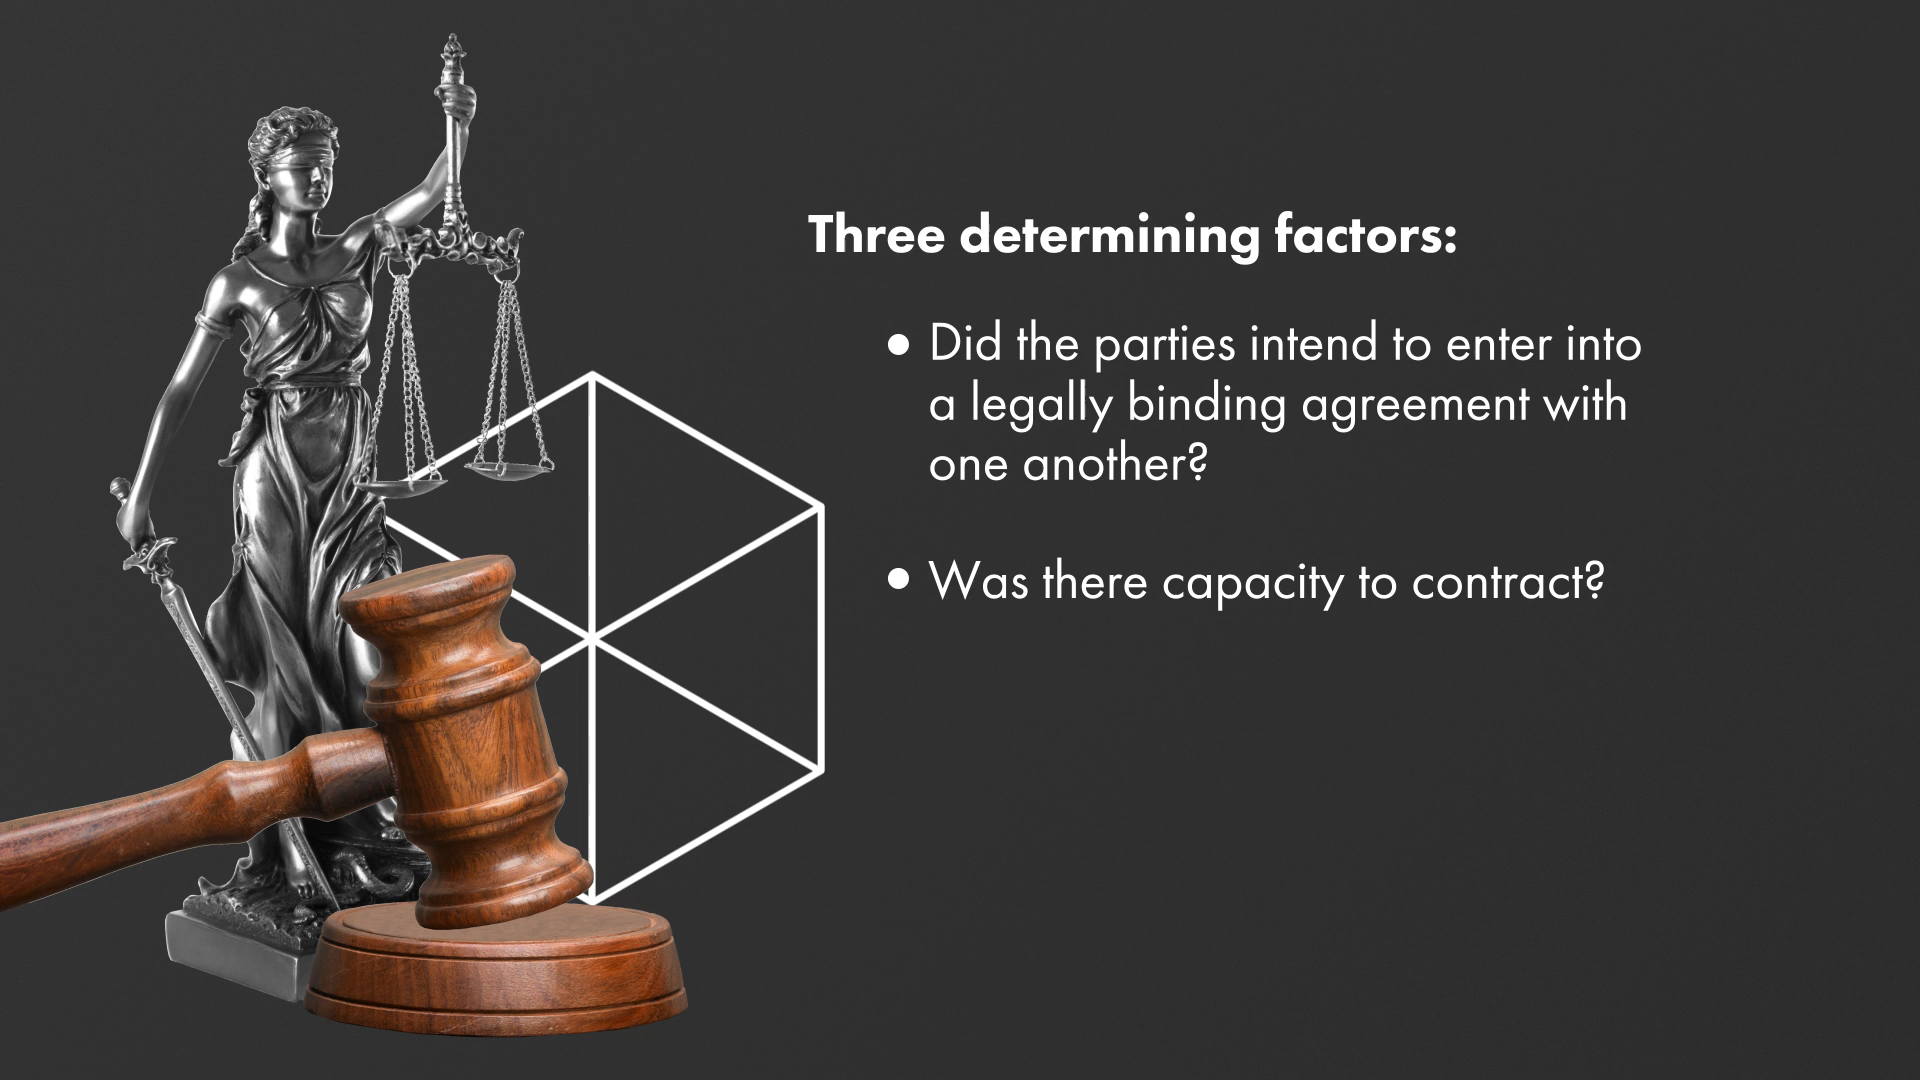 Three determining factors:
● Did the parties intend to enter into
a legally binding agreement with
one another?
● Was there capacity to contract?